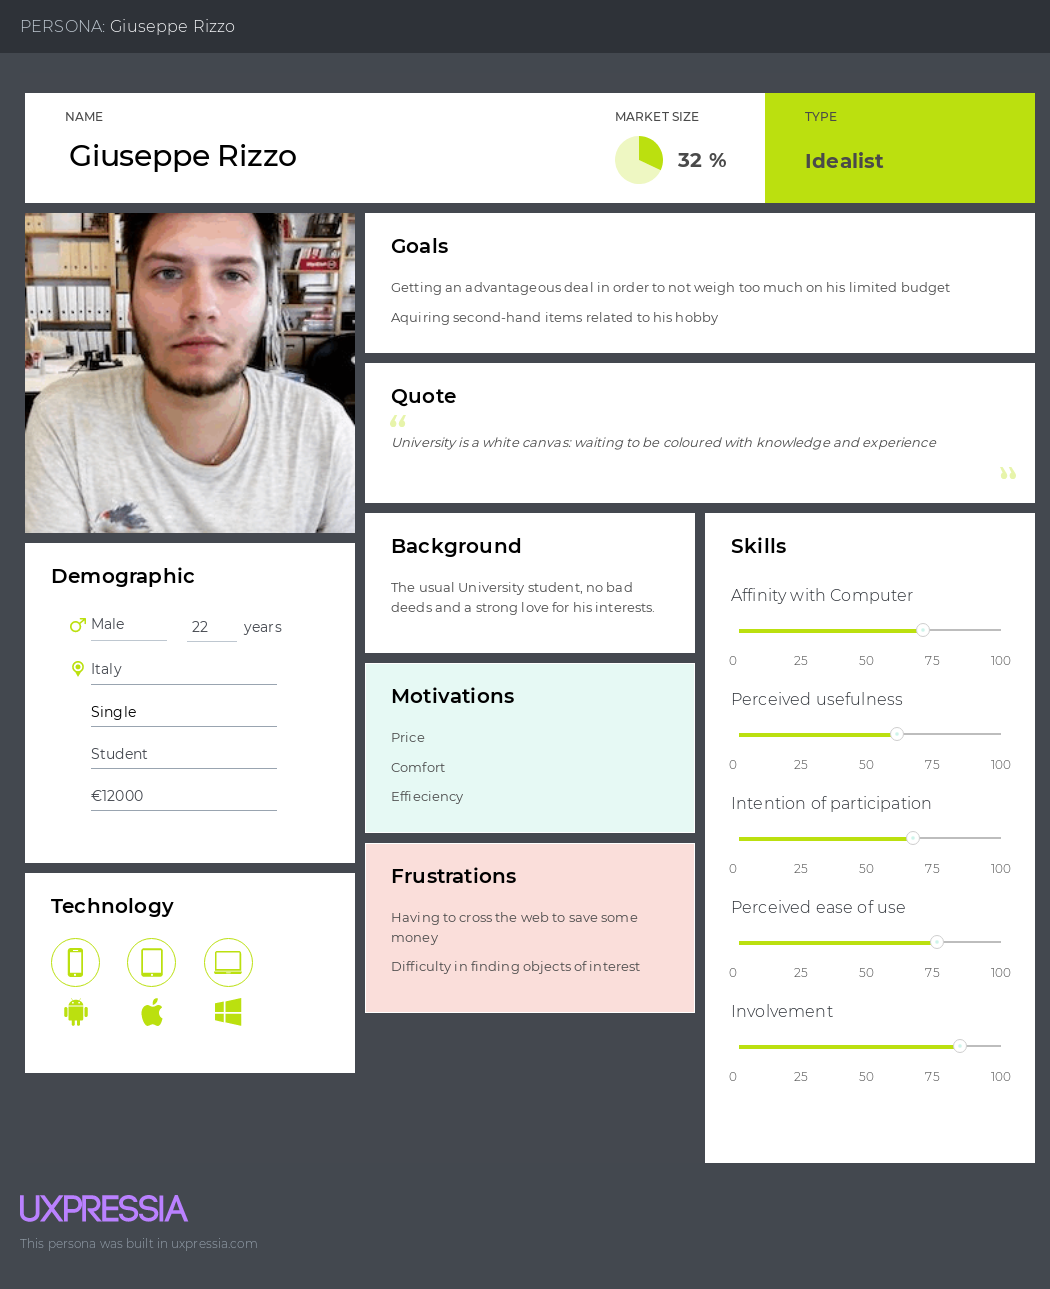 PERSONA: Giuseppe Rizzo
NAME
Giuseppe Rizzo
MARKET SIZE
32 %
TYPE
Idealist
Goals
Getting an advantageous deal in order to not weigh too much on his limited budget
Aquiring second-hand items related to his hobby
Quote
“
University is a white canvas: waiting to be coloured with knowledge and experience
”
Demographic
Male
22 years
Italy
Single
Student
€12000
Technology
Background
The usual University student, no bad
deeds and a strong love for his interests.
Motivations
Price
Comfort
Effieciency
Frustrations
Having to cross the web to save some
money
Difficulty in finding objects of interest
Skills
Affinity with Computer
0 25 50 75 100
Perceived usefulness
0 25 50 75 100
Intention of participation
0 25 50 75 100
Perceived ease of use
0 25 50 75 100
Involvement
0 25 50 75 100
UXPRESSIA
This persona was built in uxpressia.com